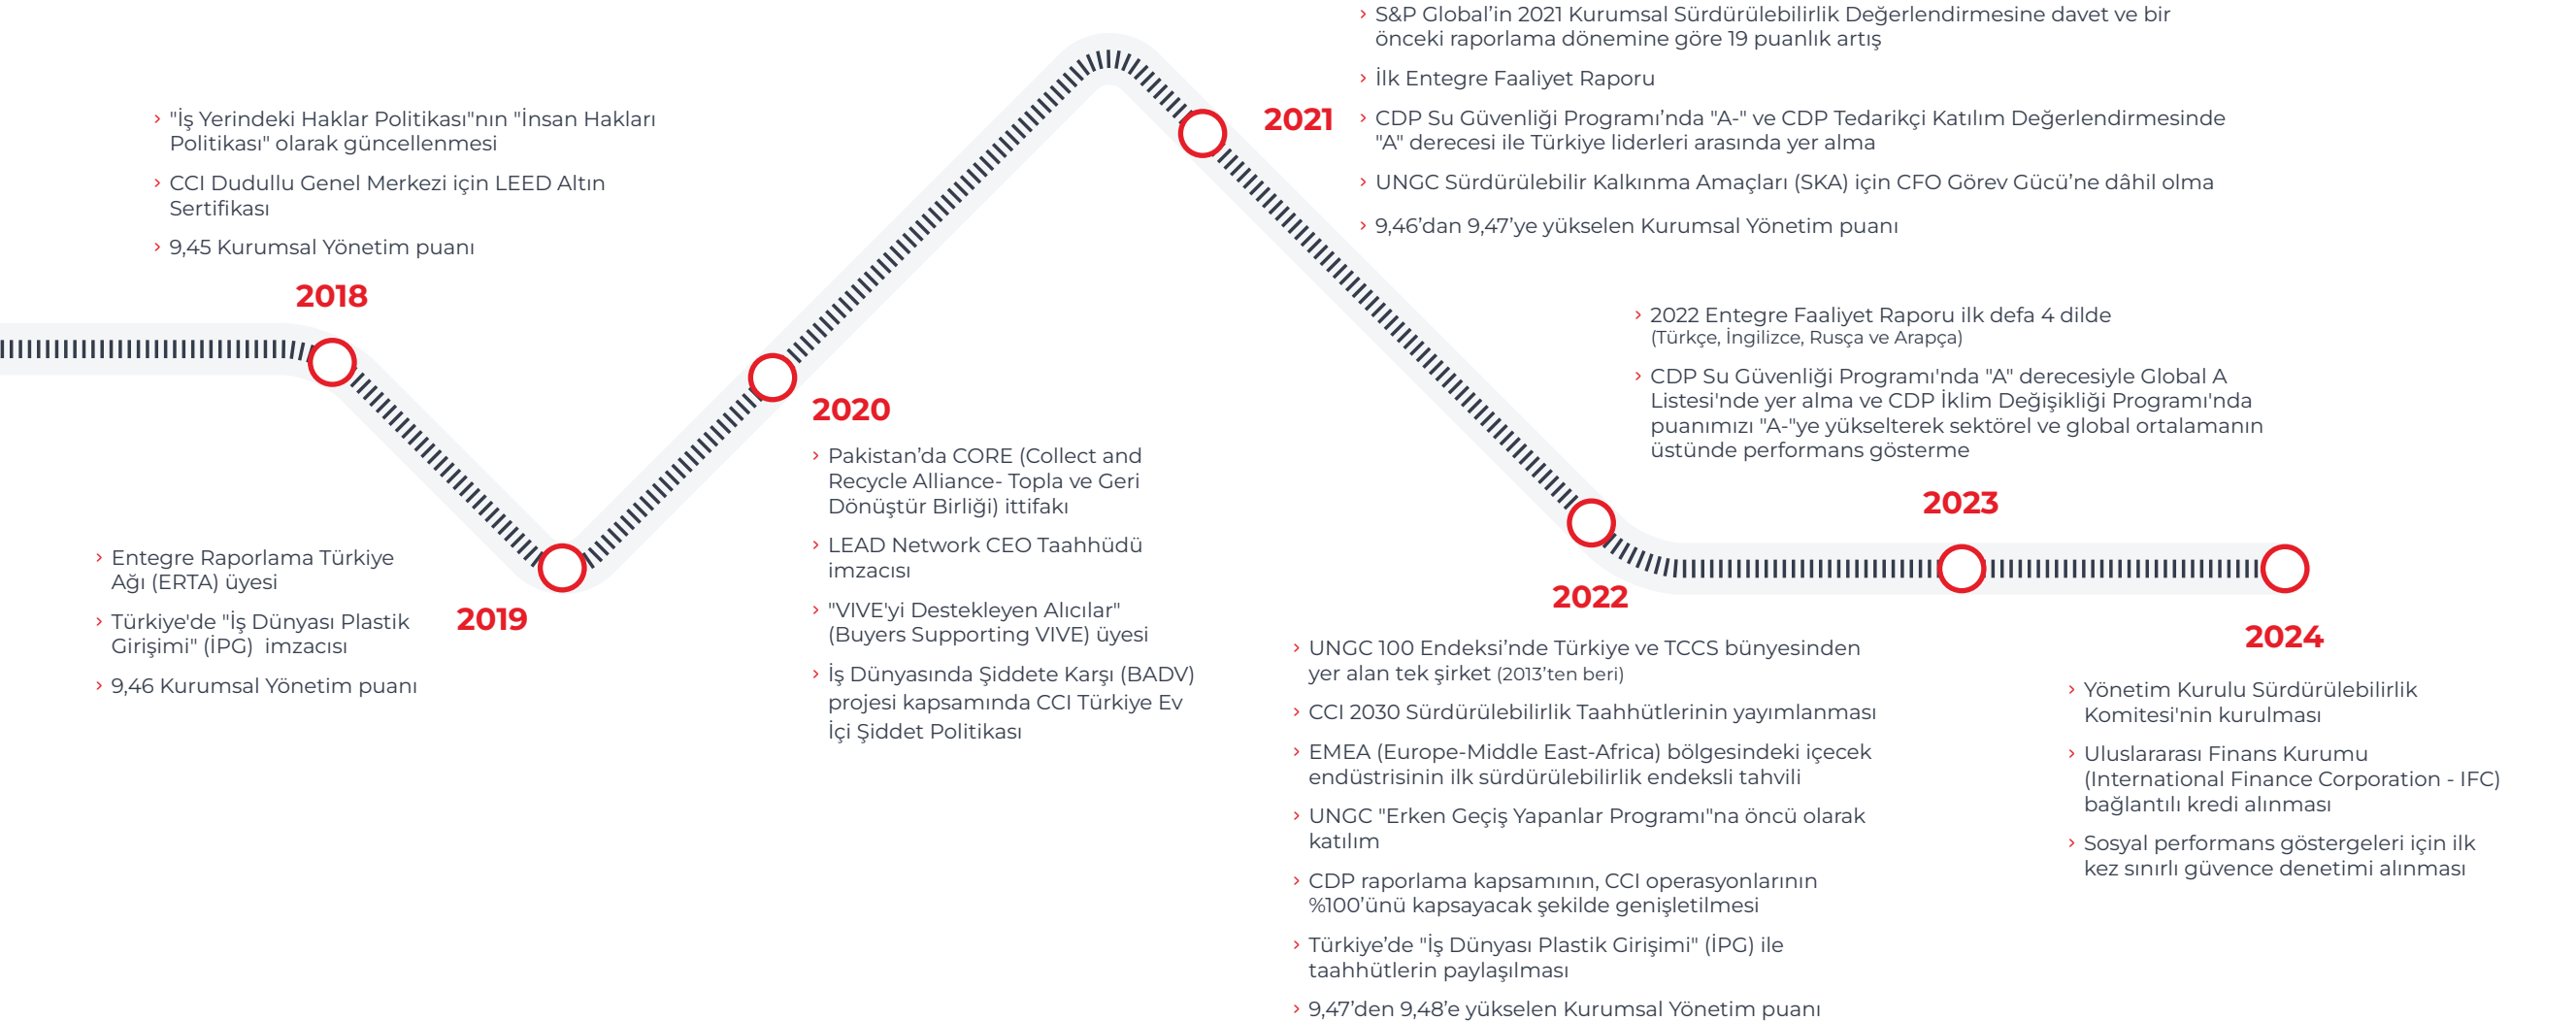 "İş Yerindeki Haklar Politikası"nın "İnsan Hakları
Politikası" olarak güncellenmesi
CCI Dudullu Genel Merkezi için LEED Altın
Sertifikası
9,45 Kurumsal Yönetim puanı
2018
Entegre Raporlama Türkiye
Ağı (ERTA) üyesi
Türkiye'de "İş Dünyası Plastik
Girişimi" (İPG) imzacısı
9,46 Kurumsal Yönetim puanı
2019
2020
Pakistan’da CORE (Collect and
Recycle Alliance- Topla ve Geri
Dönüştür Birliği) ittifakı
LEAD Network CEO Taahhüdü
imzacısı
"VIVE'yi Destekleyen Alıcılar"
(Buyers Supporting VIVE) üyesi
İş Dünyasında Şiddete Karşı (BADV)
projesi kapsamında CCI Türkiye Ev
İçi Şiddet Politikası
2021
S&P Global’in 2021 Kurumsal Sürdürülebilirlik Değerlendirmesine davet ve bir
önceki raporlama dönemine göre 19 puanlık artış
İlk Entegre Faaliyet Raporu
CDP Su Güvenliği Programı’nda "A-" ve CDP Tedarikçi Katılım Değerlendirmesinde
"A" derecesi ile Türkiye liderleri arasında yer alma
UNGC Sürdürülebilir Kalkınma Amaçları (SKA) için CFO Görev Gücü’ne dâhil olma
9,46’dan 9,47’ye yükselen Kurumsal Yönetim puanı
2022
UNGC 100 Endeksi’nde Türkiye ve TCCS bünyesinden
yer alan tek şirket (2013’ten beri)
CCI 2030 Sürdürülebilirlik Taahhütlerinin yayımlanması
EMEA (Europe-Middle East-Africa) bölgesindeki içecek
endüstrisinin ilk sürdürülebilirlik endeksli tahvili
UNGC "Erken Geçiş Yapanlar Programı"na öncü olarak
katılım
CDP raporlama kapsamının, CCI operasyonlarının
%100’ünü kapsayacak şekilde genişletilmesi
Türkiye’de "İş Dünyası Plastik Girişimi" (İPG) ile
taahhütlerin paylaşılması
9,47’den 9,48’e yükselen Kurumsal Yönetim puanı
2022 Entegre Faaliyet Raporu ilk defa 4 dilde
(Türkçe, İngilizce, Rusça ve Arapça)
CDP Su Güvenliği Programı'nda "A" derecesiyle Global A
Listesi'nde yer alma ve CDP İklim Değişikliği Programı'nda
puanımızı "A-"ye yükselterek sektörel ve global ortalamanın
üstünde performans gösterme
2023
2024
Yönetim Kurulu Sürdürülebilirlik
Komitesi'nin kurulması
Uluslararası Finans Kurumu
(International Finance Corporation - IFC)
bağlantılı kredi alınması
Sosyal performans göstergeleri için ilk
kez sınırlı güvence denetimi alınması